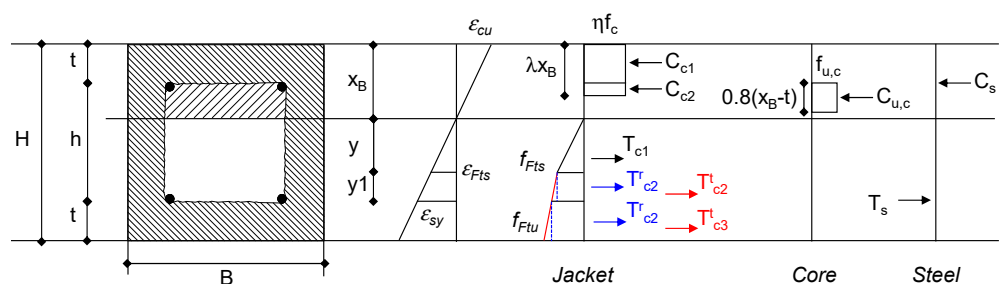 ε_cu
ηf_c
t
x_B
λx_B
C_c1
C_c2
f_u,c
C_s
0.8(x_B-t)
C_u,c
H
h
y
f_Fts
T_c1
ε_Fts
y1
T^r_c2
T^t_c2
T_s
ε_sy
f_Ftu
T^r_c2
T^t_c3
t
B
Jacket
Core
Steel